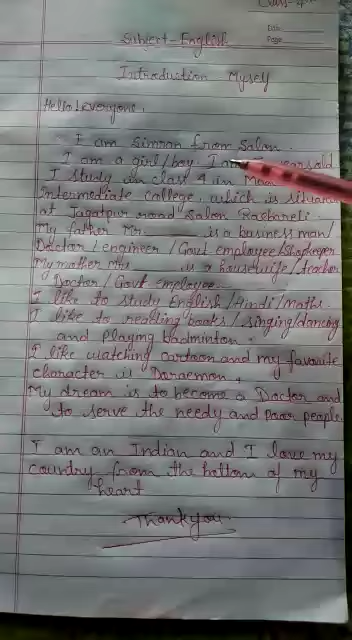 Class-4th
Date
Page
Subject-English
Introduction Myself
Hello! everyone,
I am Simran from Salon.
I am a girl/boy. I am years old
I study in class 4 in
Intermediate college, which is situated
at Jagatpur road Salon Raebareli.
My father Mr. ____ is a business man/
Doctor/engineer/Govt employee/Shopkeeper
My mother Mrs ____ is a housewife/teacher
Doctor/Govt employee.
I like to study English/Hindi/maths.
I like to reading books/singing/dancing
and playing badminton.
I like watching cartoon and my favourite
character is Doraemon.
My dream is to become a Doctor and
to serve the needy and poor people.
I am an Indian and I love my
country from the bottom of my
heart
Thankyou